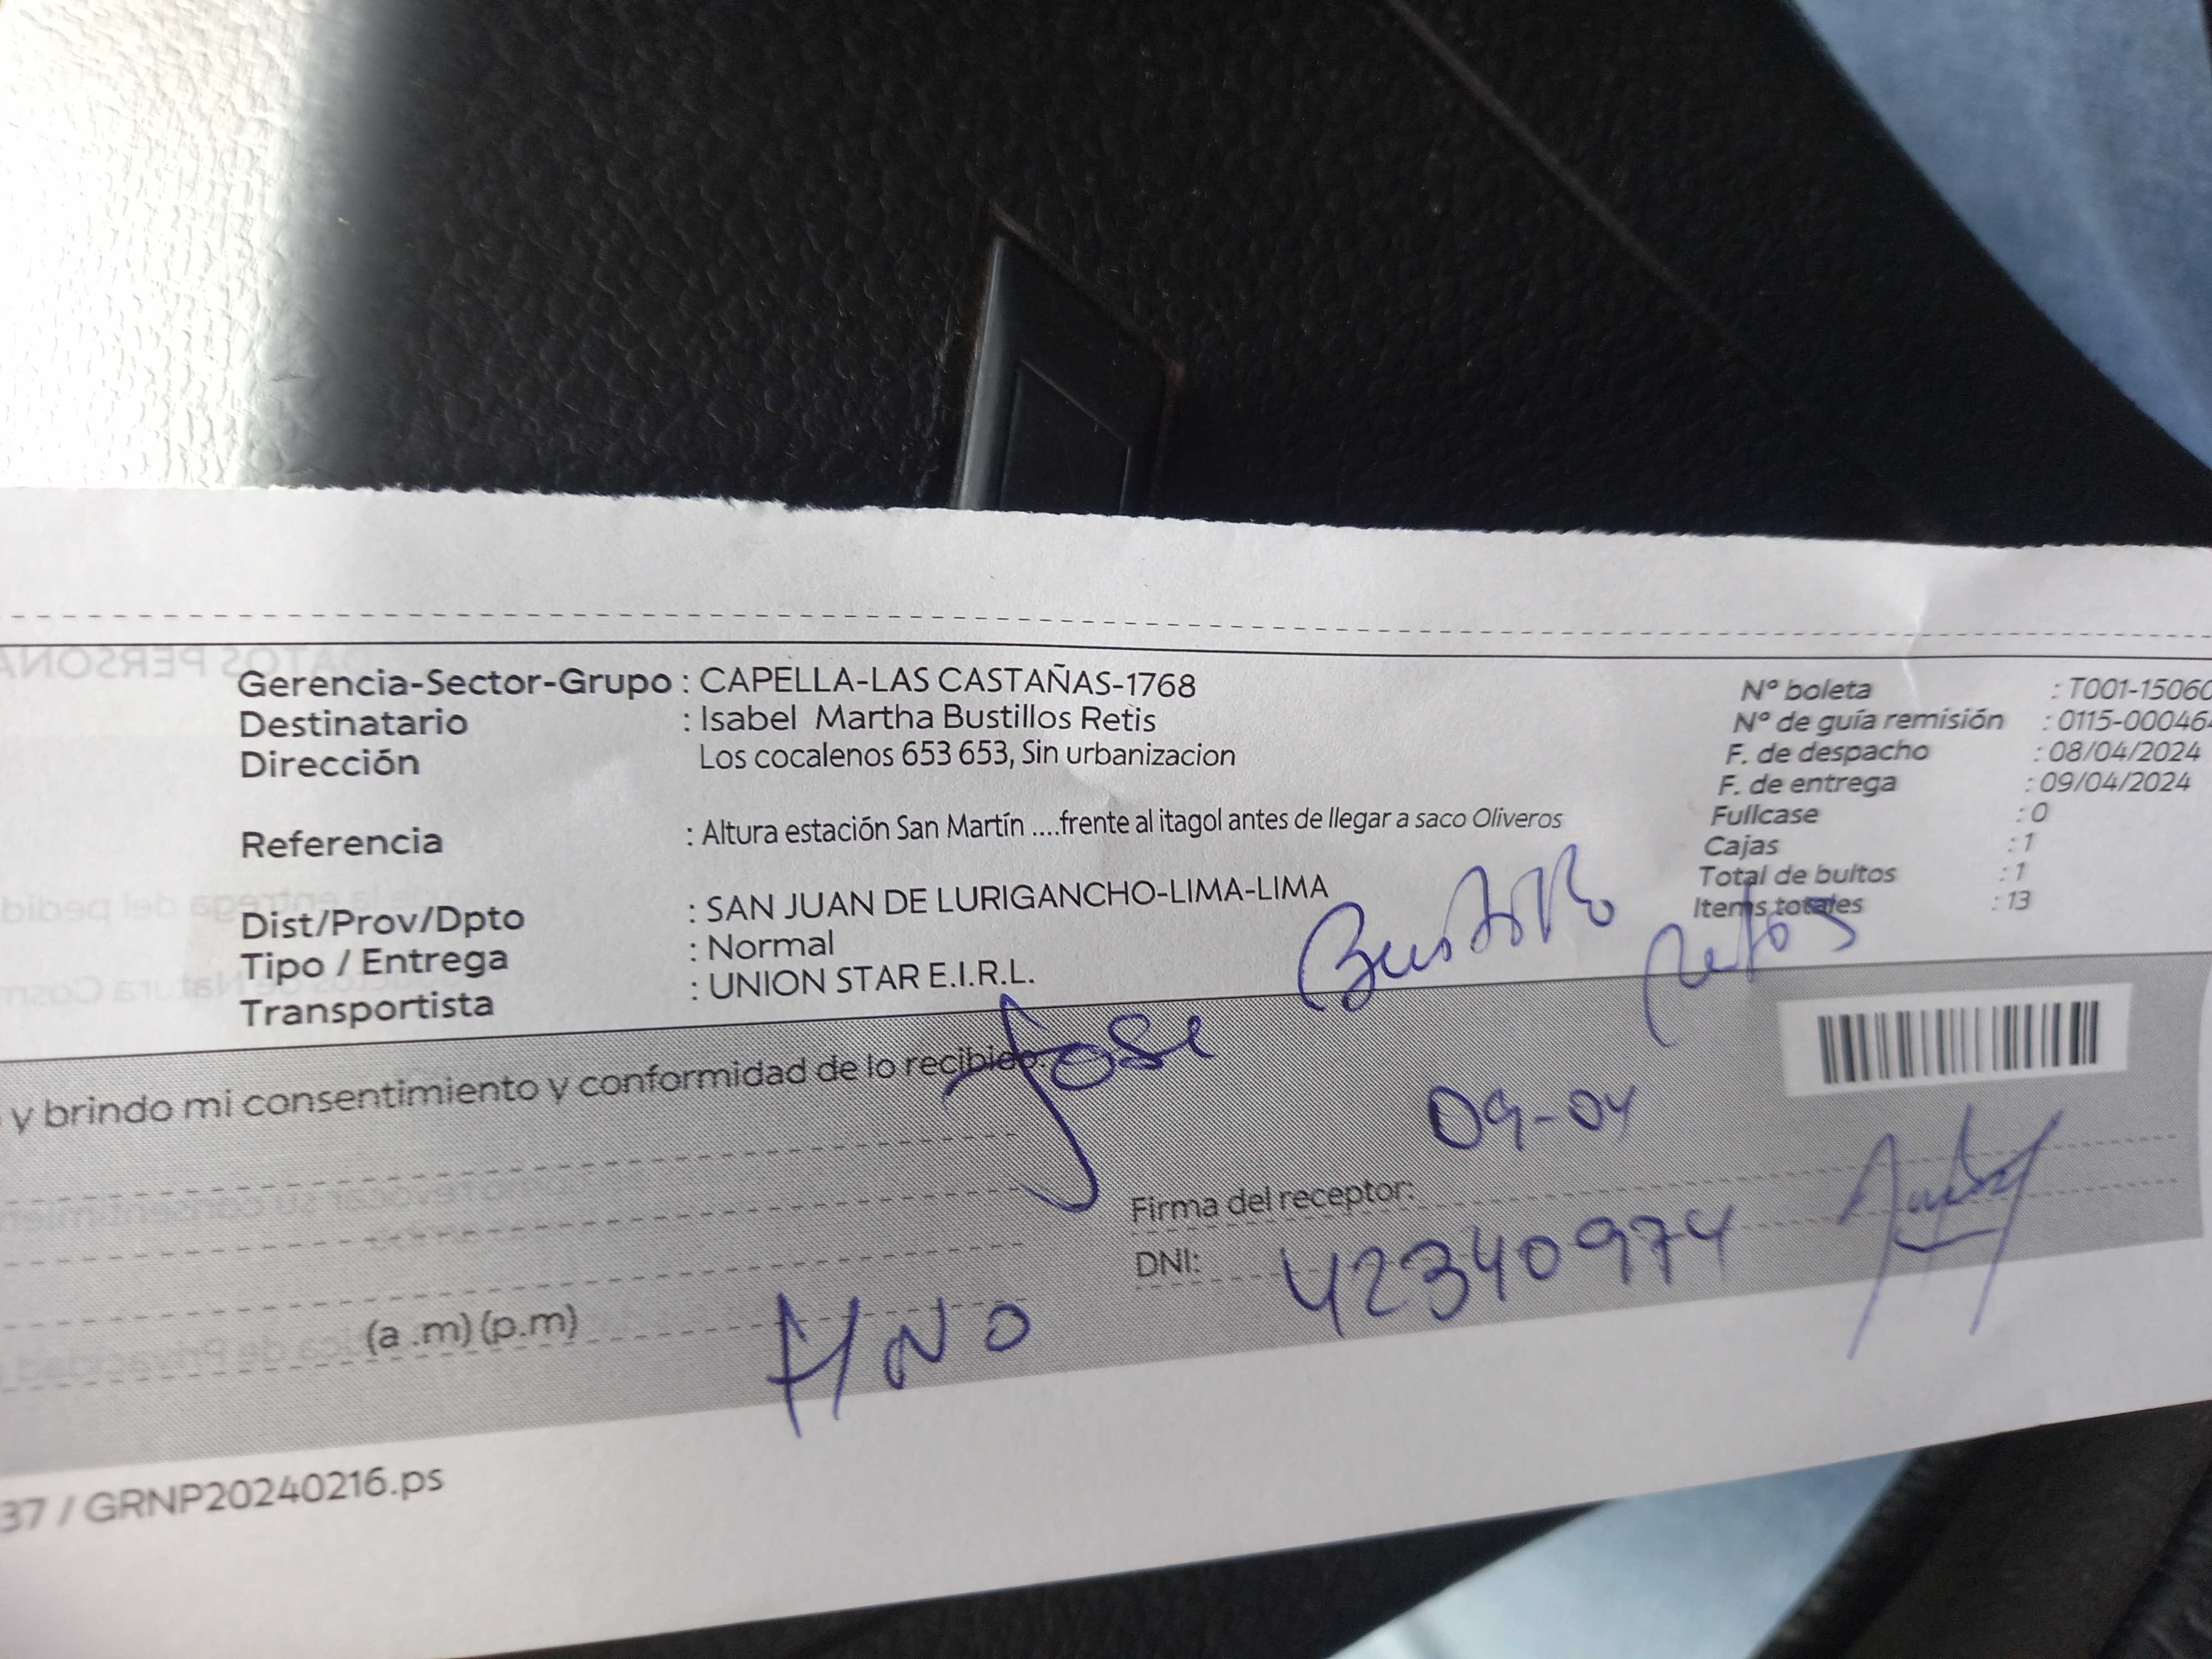 Gerencia-Sector-Grupo : CAPELLA-LAS CASTAÑAS-1768
Destinatario : Isabel Martha Bustillos Retis
Dirección Los cocalenos 653 653, Sin urbanizacion
Referencia : Altura estación San Martín ....frente al itagol antes de llegar a saco Oliveros
Dist/Prov/Dpto : SAN JUAN DE LURIGANCHO-LIMA-LIMA
Tipo / Entrega : Normal
Transportista : UNION STAR E.I.R.L.
N° boleta : T001-15060
N° de guía remisión : 0115-000464
F. de despacho : 08/04/2024
F. de entrega : 09/04/2024
Fullcase : 0
Cajas : 1
Total de bultos : 1
Items totales : 13
Jose Bustillo
y brindo mi consentimiento y conformidad de lo recibido.
09-04
Firma del receptor:
DNI: 42340974
(a .m) (p.m) HNO
37 / GRNP20240216.ps